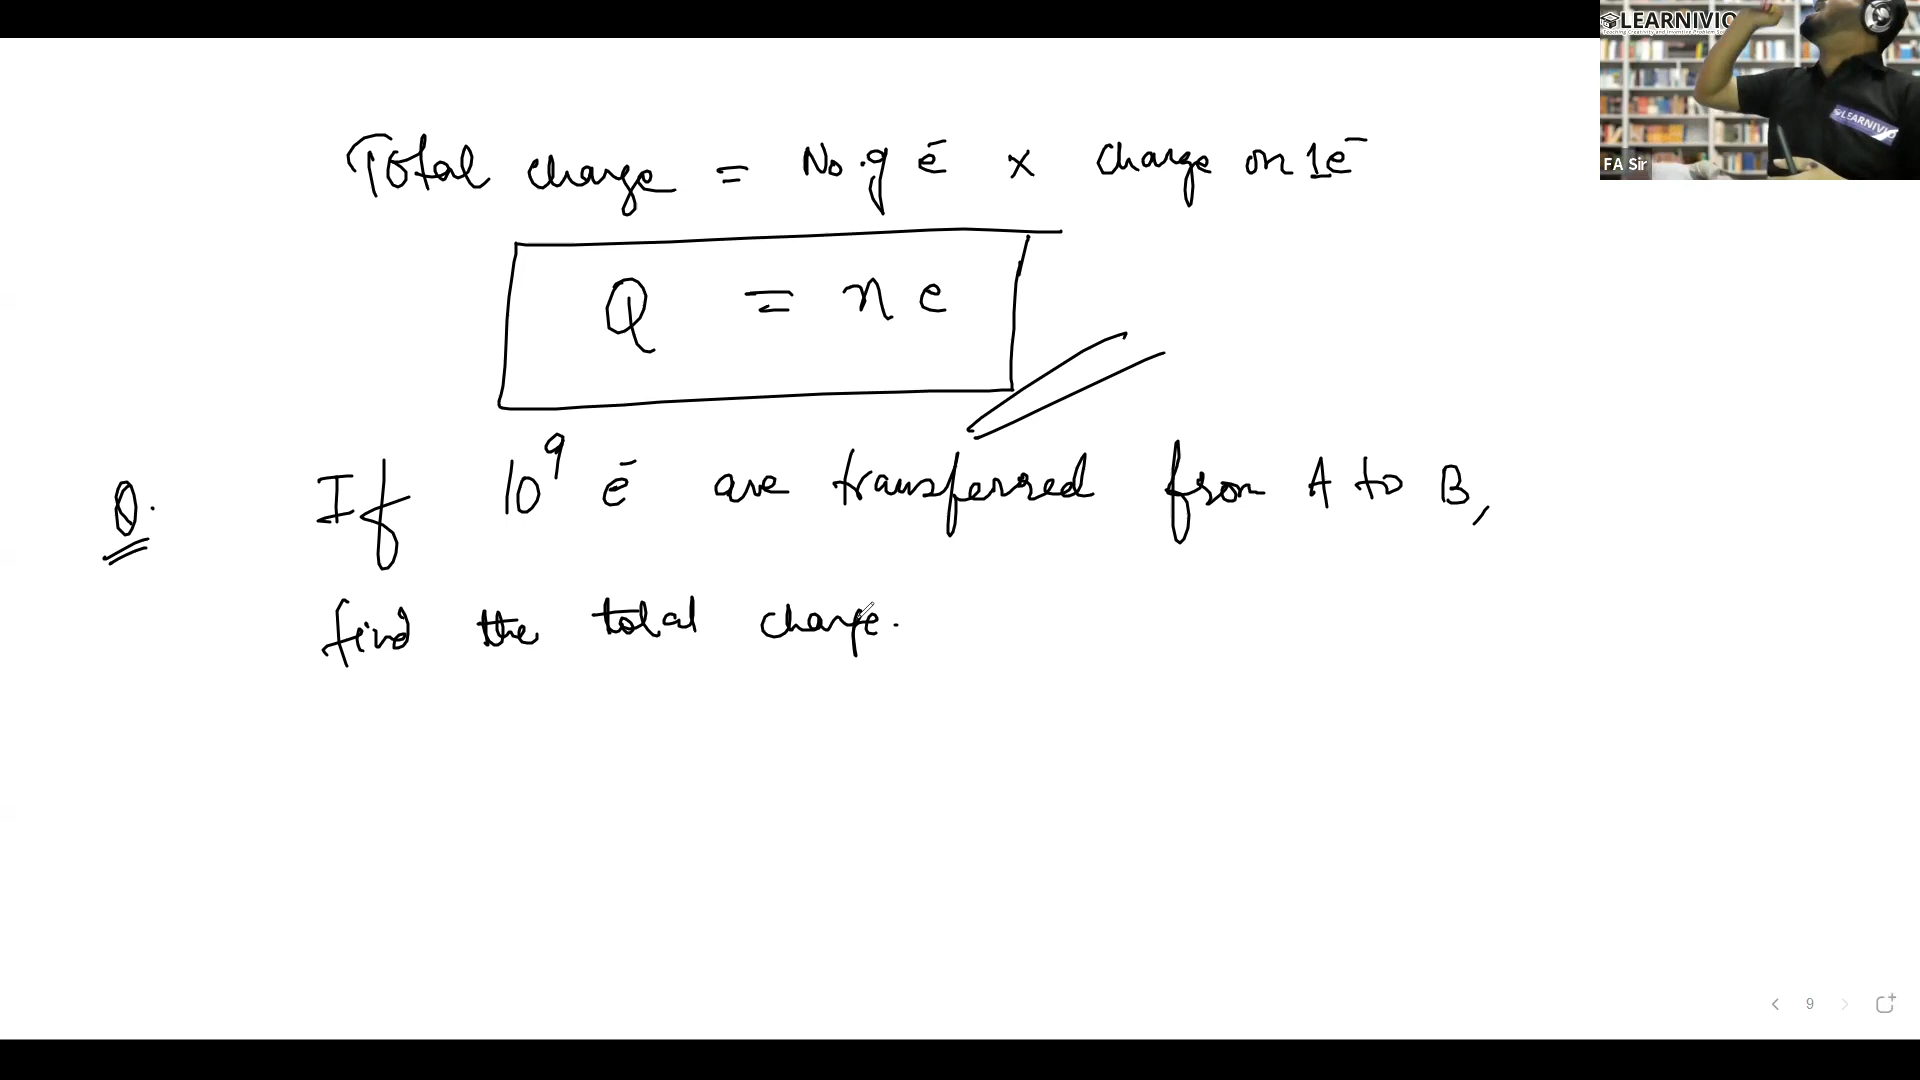 LEARNIVIO
LEARNIVIO
FA Sir
Total charge = No. of e⁻ x charge on 1e⁻
Q = ne
Q. If 10⁹ e⁻ are transferred from A to B,
find the total charge.
9